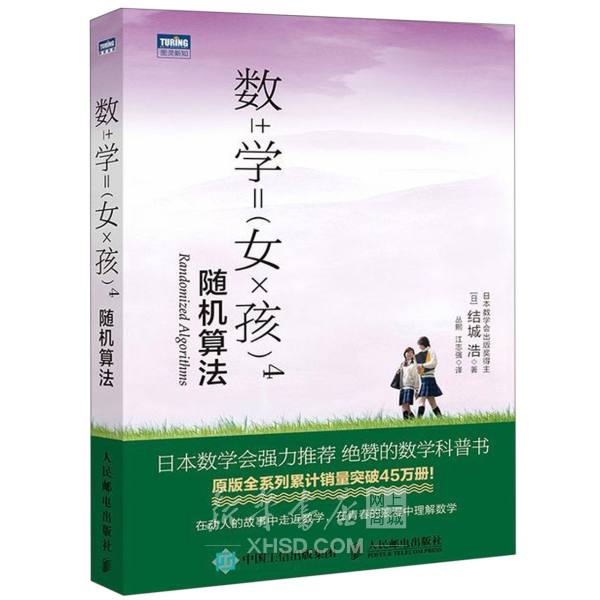 TURING
图灵新知
数±学=(女×孩)4
随机算法
人民邮电出版社
TURING
图灵新知
数±学=(女×孩)4
随机算法
Randomized Algorithms
日本数学会出版奖得主
[日] 结城 浩◇著
丛熙 江志强◇译
日本数学会强力推荐 绝赞的数学科普书
原版全系列累计销量突破45万册!
在动人的故事中走近数学,在青春的浪漫中理解数学
新华书店 网上商城
XHSD.COM
中国工信出版集团
人民邮电出版社
POSTS & TELECOM PRESS